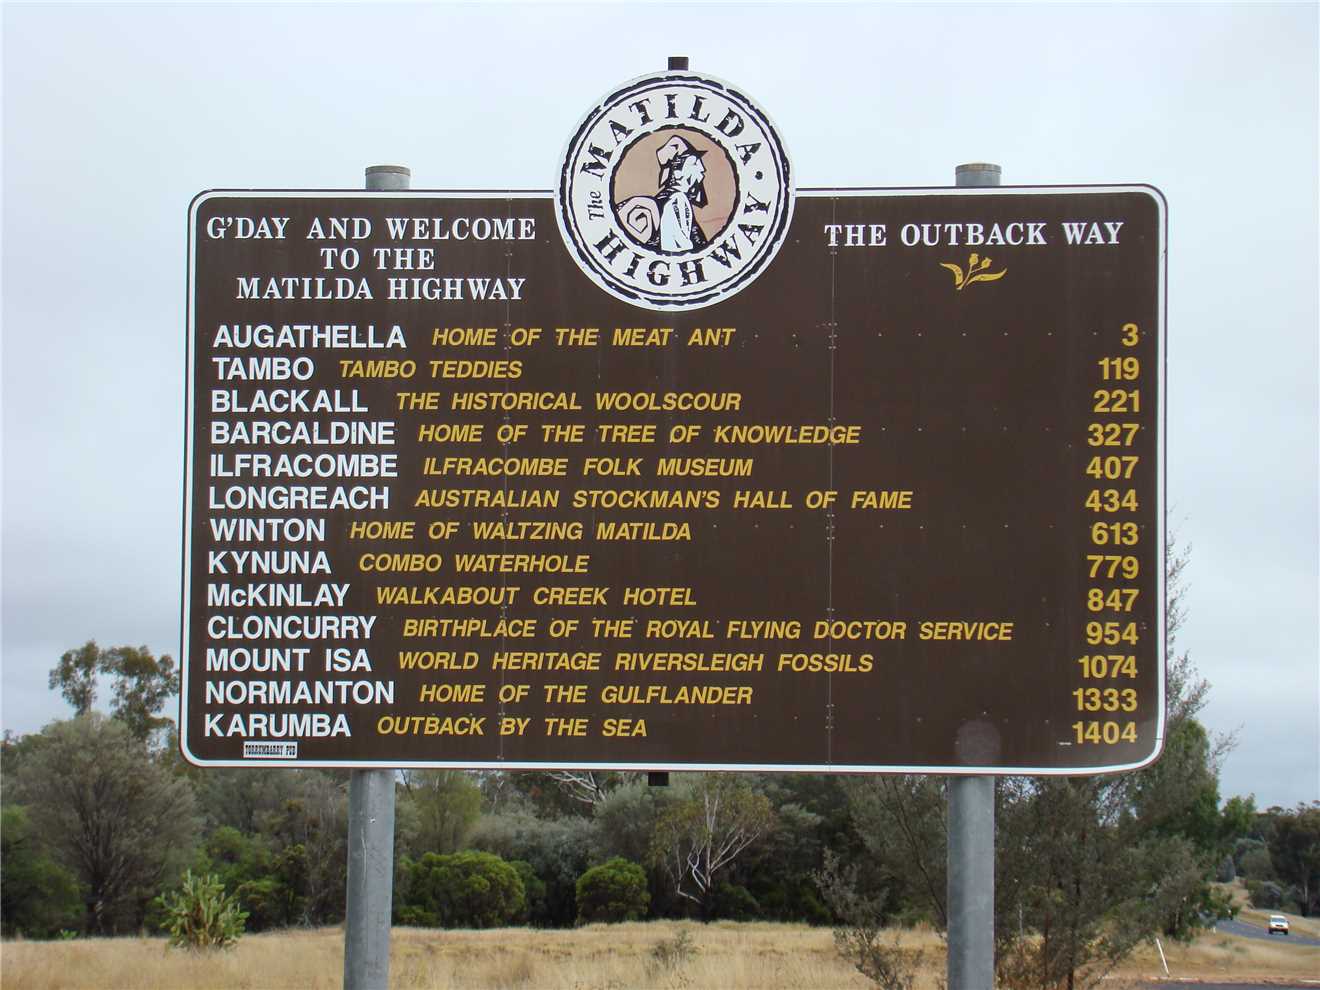 The MATILDA · HIGHWAY
G'DAY AND WELCOME
TO THE
MATILDA HIGHWAY
THE OUTBACK WAY
AUGATHELLA HOME OF THE MEAT ANT 3
TAMBO TAMBO TEDDIES 119
BLACKALL THE HISTORICAL WOOLSCOUR 221
BARCALDINE HOME OF THE TREE OF KNOWLEDGE 327
ILFRACOMBE ILFRACOMBE FOLK MUSEUM 407
LONGREACH AUSTRALIAN STOCKMAN'S HALL OF FAME 434
WINTON HOME OF WALTZING MATILDA 613
KYNUNA COMBO WATERHOLE 779
McKINLAY WALKABOUT CREEK HOTEL 847
CLONCURRY BIRTHPLACE OF THE ROYAL FLYING DOCTOR SERVICE 954
MOUNT ISA WORLD HERITAGE RIVERSLEIGH FOSSILS 1074
NORMANTON HOME OF THE GULFLANDER 1333
KARUMBA OUTBACK BY THE SEA 1404
TORRUMBARRY PUB